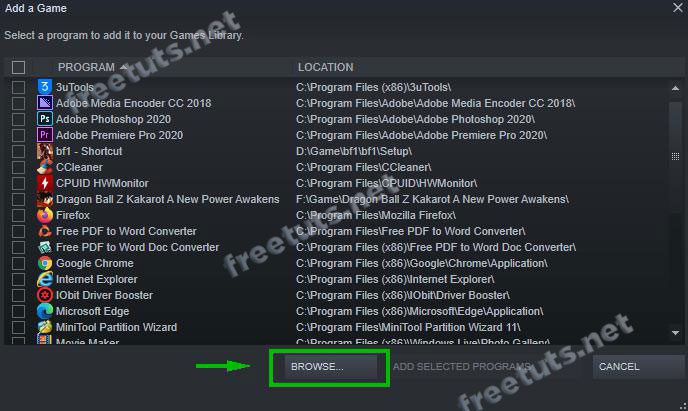 Add a Game
Select a program to add it to your Games Library.
PROGRAM LOCATION
3uTools C:\Program Files (x86)\3uTools\
Adobe Media Encoder CC 2018 C:\Program Files\Adobe\Adobe Media Encoder CC 2018\
Adobe Photoshop 2020 C:\Program Files\Adobe\Adobe Photoshop 2020\
Adobe Premiere Pro 2020 C:\Program Files\Adobe\Adobe Premiere Pro 2020\
bf1 - Shortcut D:\Game\bf1\bf1\Setup\
CCleaner C:\Program Files\CCleaner\
CPUID HWMonitor C:\Program Files\CPUID\HWMonitor\
Dragon Ball Z Kakarot A New Power Awakens F:\Game\Dragon Ball Z Kakarot A New Power Awakens\
Firefox C:\Program Files\Mozilla Firefox\
Free PDF to Word Converter C:\Program Files\Free PDF to Word Converter\
Free PDF to Word Doc Converter C:\Program Files (x86)\Free PDF to Word Doc Converter\
Google Chrome C:\Program Files (x86)\Google\Chrome\Application\
Internet Explorer C:\Program Files (x86)\Internet Explorer\
IObit Driver Booster C:\Program Files (x86)\IObit\Driver Booster\
Microsoft Edge C:\Program Files (x86)\Microsoft\Edge\Application\
MiniTool Partition Wizard C:\Program Files\MiniTool Partition Wizard 11\
Movie Maker C:\Program Files (x86)\Windows Live\Photo Gallery\
BROWSE... ADD SELECTED PROGRAMS CANCEL
freetuts.net
freetuts.net
freetuts.net